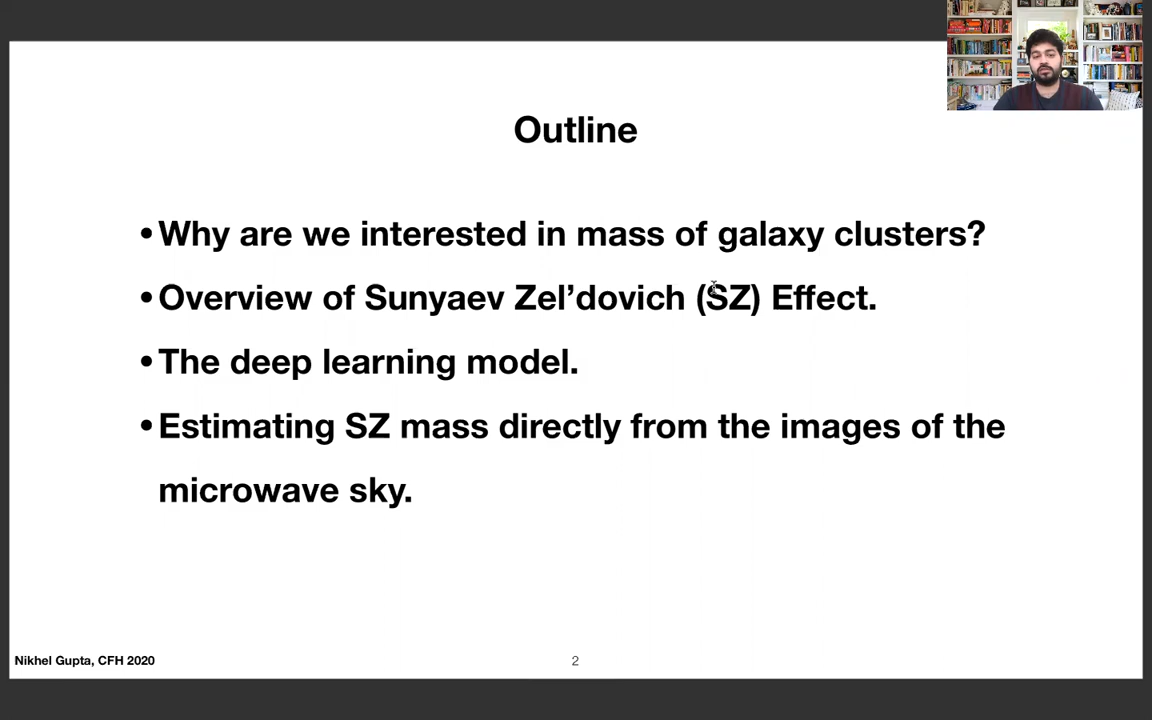 Outline
• Why are we interested in mass of galaxy clusters?
• Overview of Sunyaev Zel’dovich (SZ) Effect.
• The deep learning model.
• Estimating SZ mass directly from the images of the
microwave sky.
Nikhel Gupta, CFH 2020
2